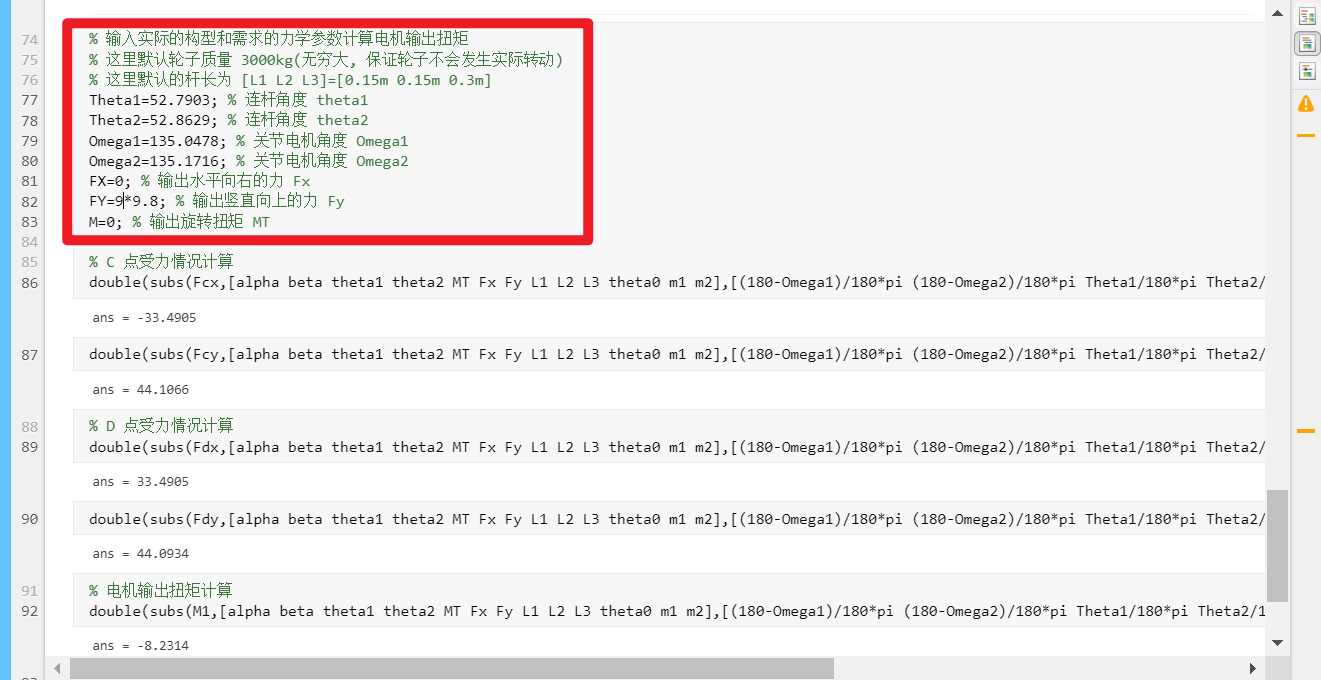 74 % 输入实际的构型和需求的力学参数计算电机输出扭矩
75 % 这里默认轮子质量 3000kg(无穷大, 保证轮子不会发生实际转动)
76 % 这里默认的杆长为 [L1 L2 L3]=[0.15m 0.15m 0.3m]
77 Theta1=52.7903; % 连杆角度 theta1
78 Theta2=52.8629; % 连杆角度 theta2
79 Omega1=135.0478; % 关节电机角度 Omega1
80 Omega2=135.1716; % 关节电机角度 Omega2
81 FX=0; % 输出水平向右的力 Fx
82 FY=9*9.8; % 输出竖直向上的力 Fy
83 M=0; % 输出旋转扭矩 MT
84
85 % C 点受力情况计算
86 double(subs(Fcx,[alpha beta theta1 theta2 MT Fx Fy L1 L2 L3 theta0 m1 m2],[(180-Omega1)/180*pi (180-Omega2)/180*pi Theta1/180*pi Theta2/
ans = -33.4905
87 double(subs(Fcy,[alpha beta theta1 theta2 MT Fx Fy L1 L2 L3 theta0 m1 m2],[(180-Omega1)/180*pi (180-Omega2)/180*pi Theta1/180*pi Theta2/
ans = 44.1066
88 % D 点受力情况计算
89 double(subs(Fdx,[alpha beta theta1 theta2 MT Fx Fy L1 L2 L3 theta0 m1 m2],[(180-Omega1)/180*pi (180-Omega2)/180*pi Theta1/180*pi Theta2/
ans = 33.4905
90 double(subs(Fdy,[alpha beta theta1 theta2 MT Fx Fy L1 L2 L3 theta0 m1 m2],[(180-Omega1)/180*pi (180-Omega2)/180*pi Theta1/180*pi Theta2/
ans = 44.0934
91 % 电机输出扭矩计算
92 double(subs(M1,[alpha beta theta1 theta2 MT Fx Fy L1 L2 L3 theta0 m1 m2],[(180-Omega1)/180*pi (180-Omega2)/180*pi Theta1/180*pi Theta2/1
ans = -8.2314